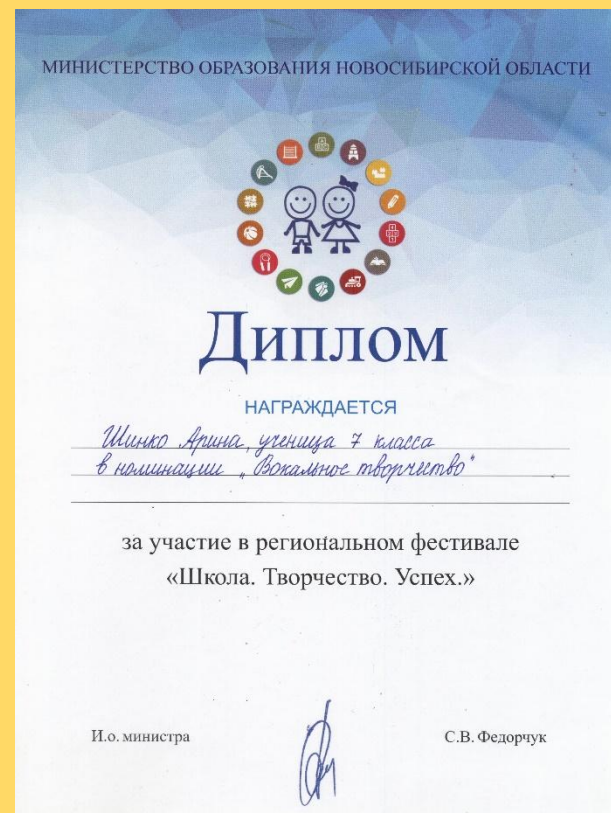 МИНИСТЕРСТВО ОБРАЗОВАНИЯ НОВОСИБИРСКОЙ ОБЛАСТИ
Диплом
НАГРАЖДАЕТСЯ
Шинко Арина, ученица 7 класса
в номинации „Вокальное творчество"
за участие в региональном фестивале
«Школа. Творчество. Успех.»
И.о. министра
С.В. Федорчук